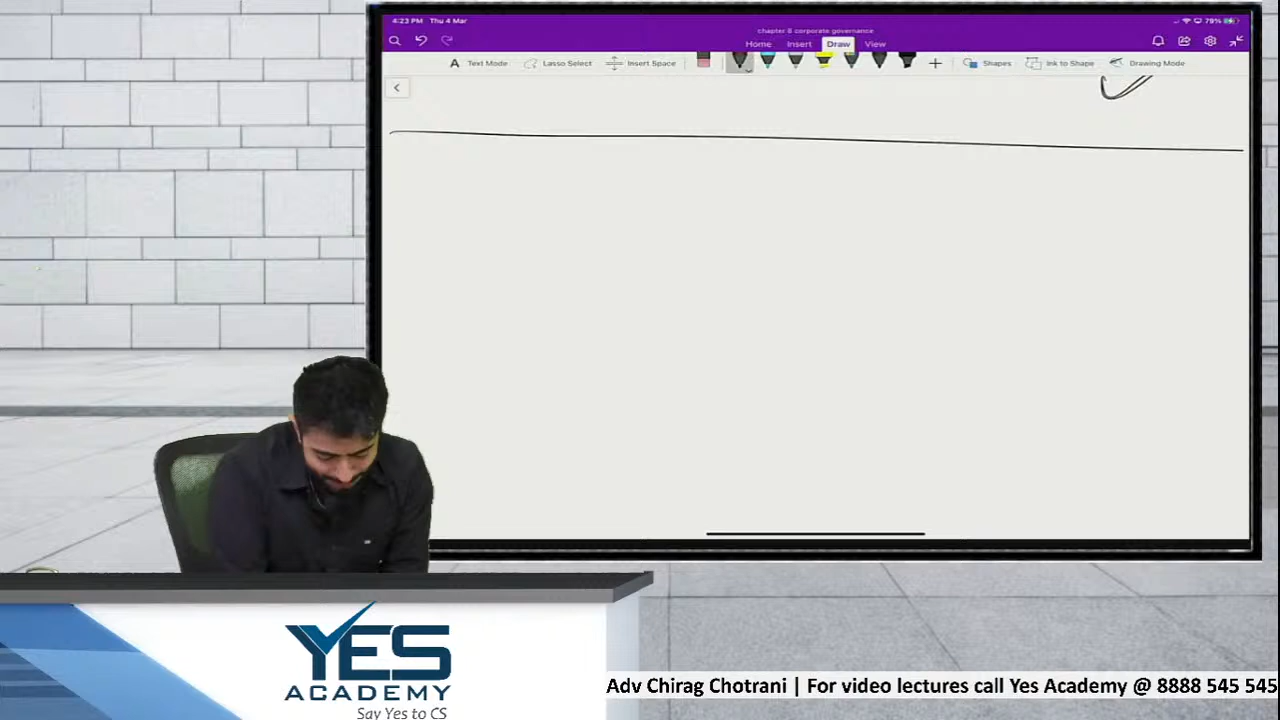 4:23 PM Thu 4 Mar
79%
chapter 8 corporate governance
Home Insert Draw View
Text Mode Lasso Select Insert Space Shapes Ink to Shape Drawing Mode
YES
ACADEMY
Say Yes to CS
Adv Chirag Chotrani | For video lectures call Yes Academy @ 8888 545 545